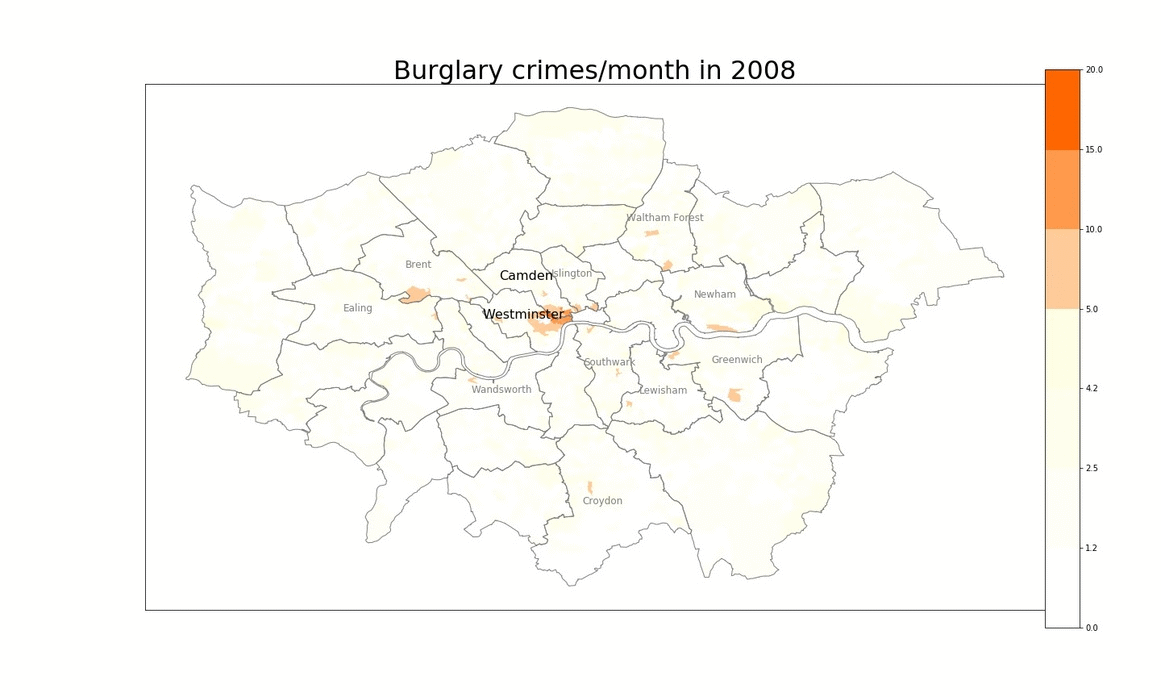 Burglary crimes/month in 2008
20.0
15.0
10.0
5.0
4.2
2.5
1.2
0.0
Waltham Forest
Brent
Camden
Islington
Newham
Ealing
Westminster
Southwark
Greenwich
Wandsworth
Lewisham
Croydon